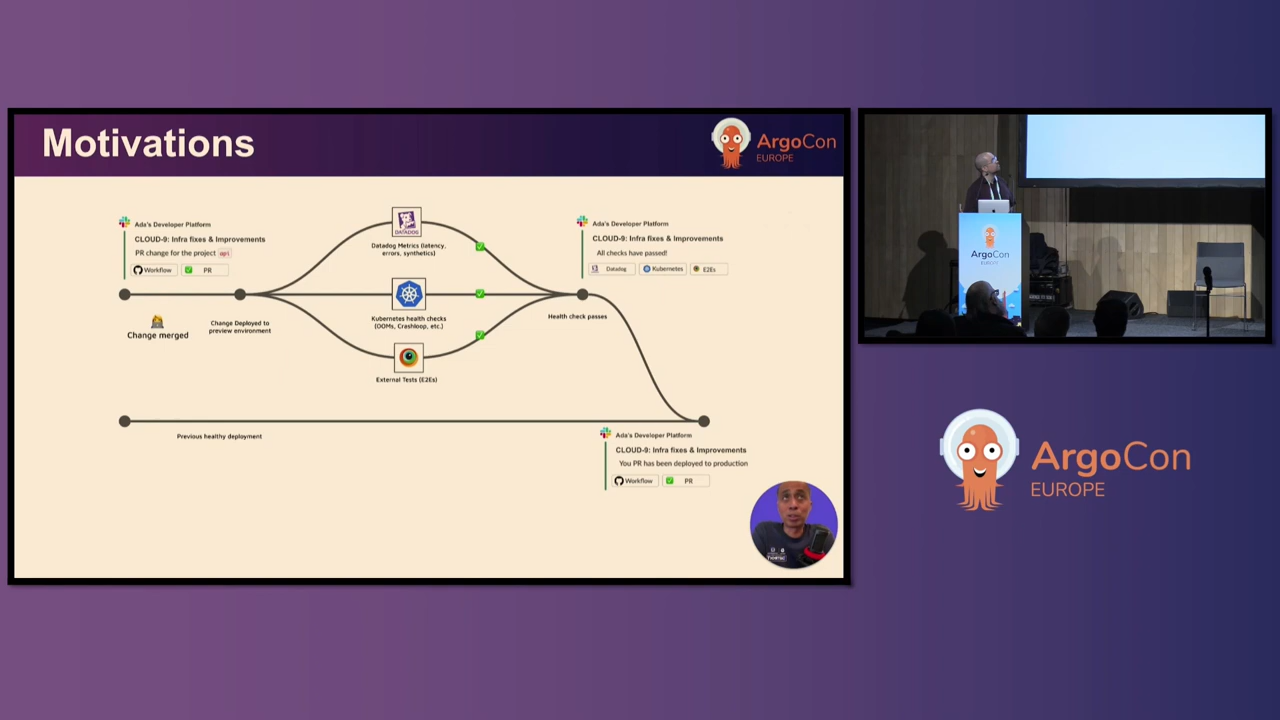 Motivations
ArgoCon
EUROPE
Ada's Developer Platform
CLOUD-9: Infra fixes & Improvements
PR change for the project
Workflow
PR
Change merged
Change Deployed to
preview environment
DATADOG
Datadog Metrics (latency,
errors, synthetics)
Kubernetes health checks
(OOMs, Crashloop, etc.)
External Tests (E2Es)
Ada's Developer Platform
CLOUD-9: Infra fixes & Improvements
All checks have passed!
Datadog
Kubernetes
E2Es
Health check passes
Previous healthy deployment
Ada's Developer Platform
CLOUD-9: Infra fixes & Improvements
You PR has been deployed to production
Workflow
PR
ArgoCon
EUROPE
ArgoCon
EUROPE